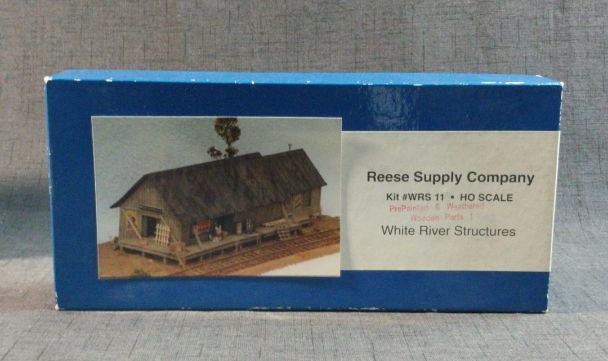 Reese Supply Company
Kit #WRS 11 • HO SCALE
PrePainted & Weathered
Wooden Parts !
White River Structures